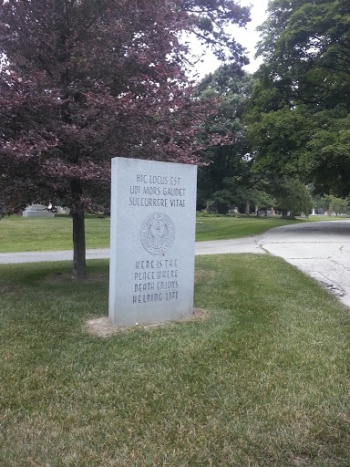 HIC LOCUS EST
UBI MORS GAUDET
SUCCURRERE VITAE
HERE IS THE
PLACE WHERE
DEATH ENJOYS
HELPING LIFE